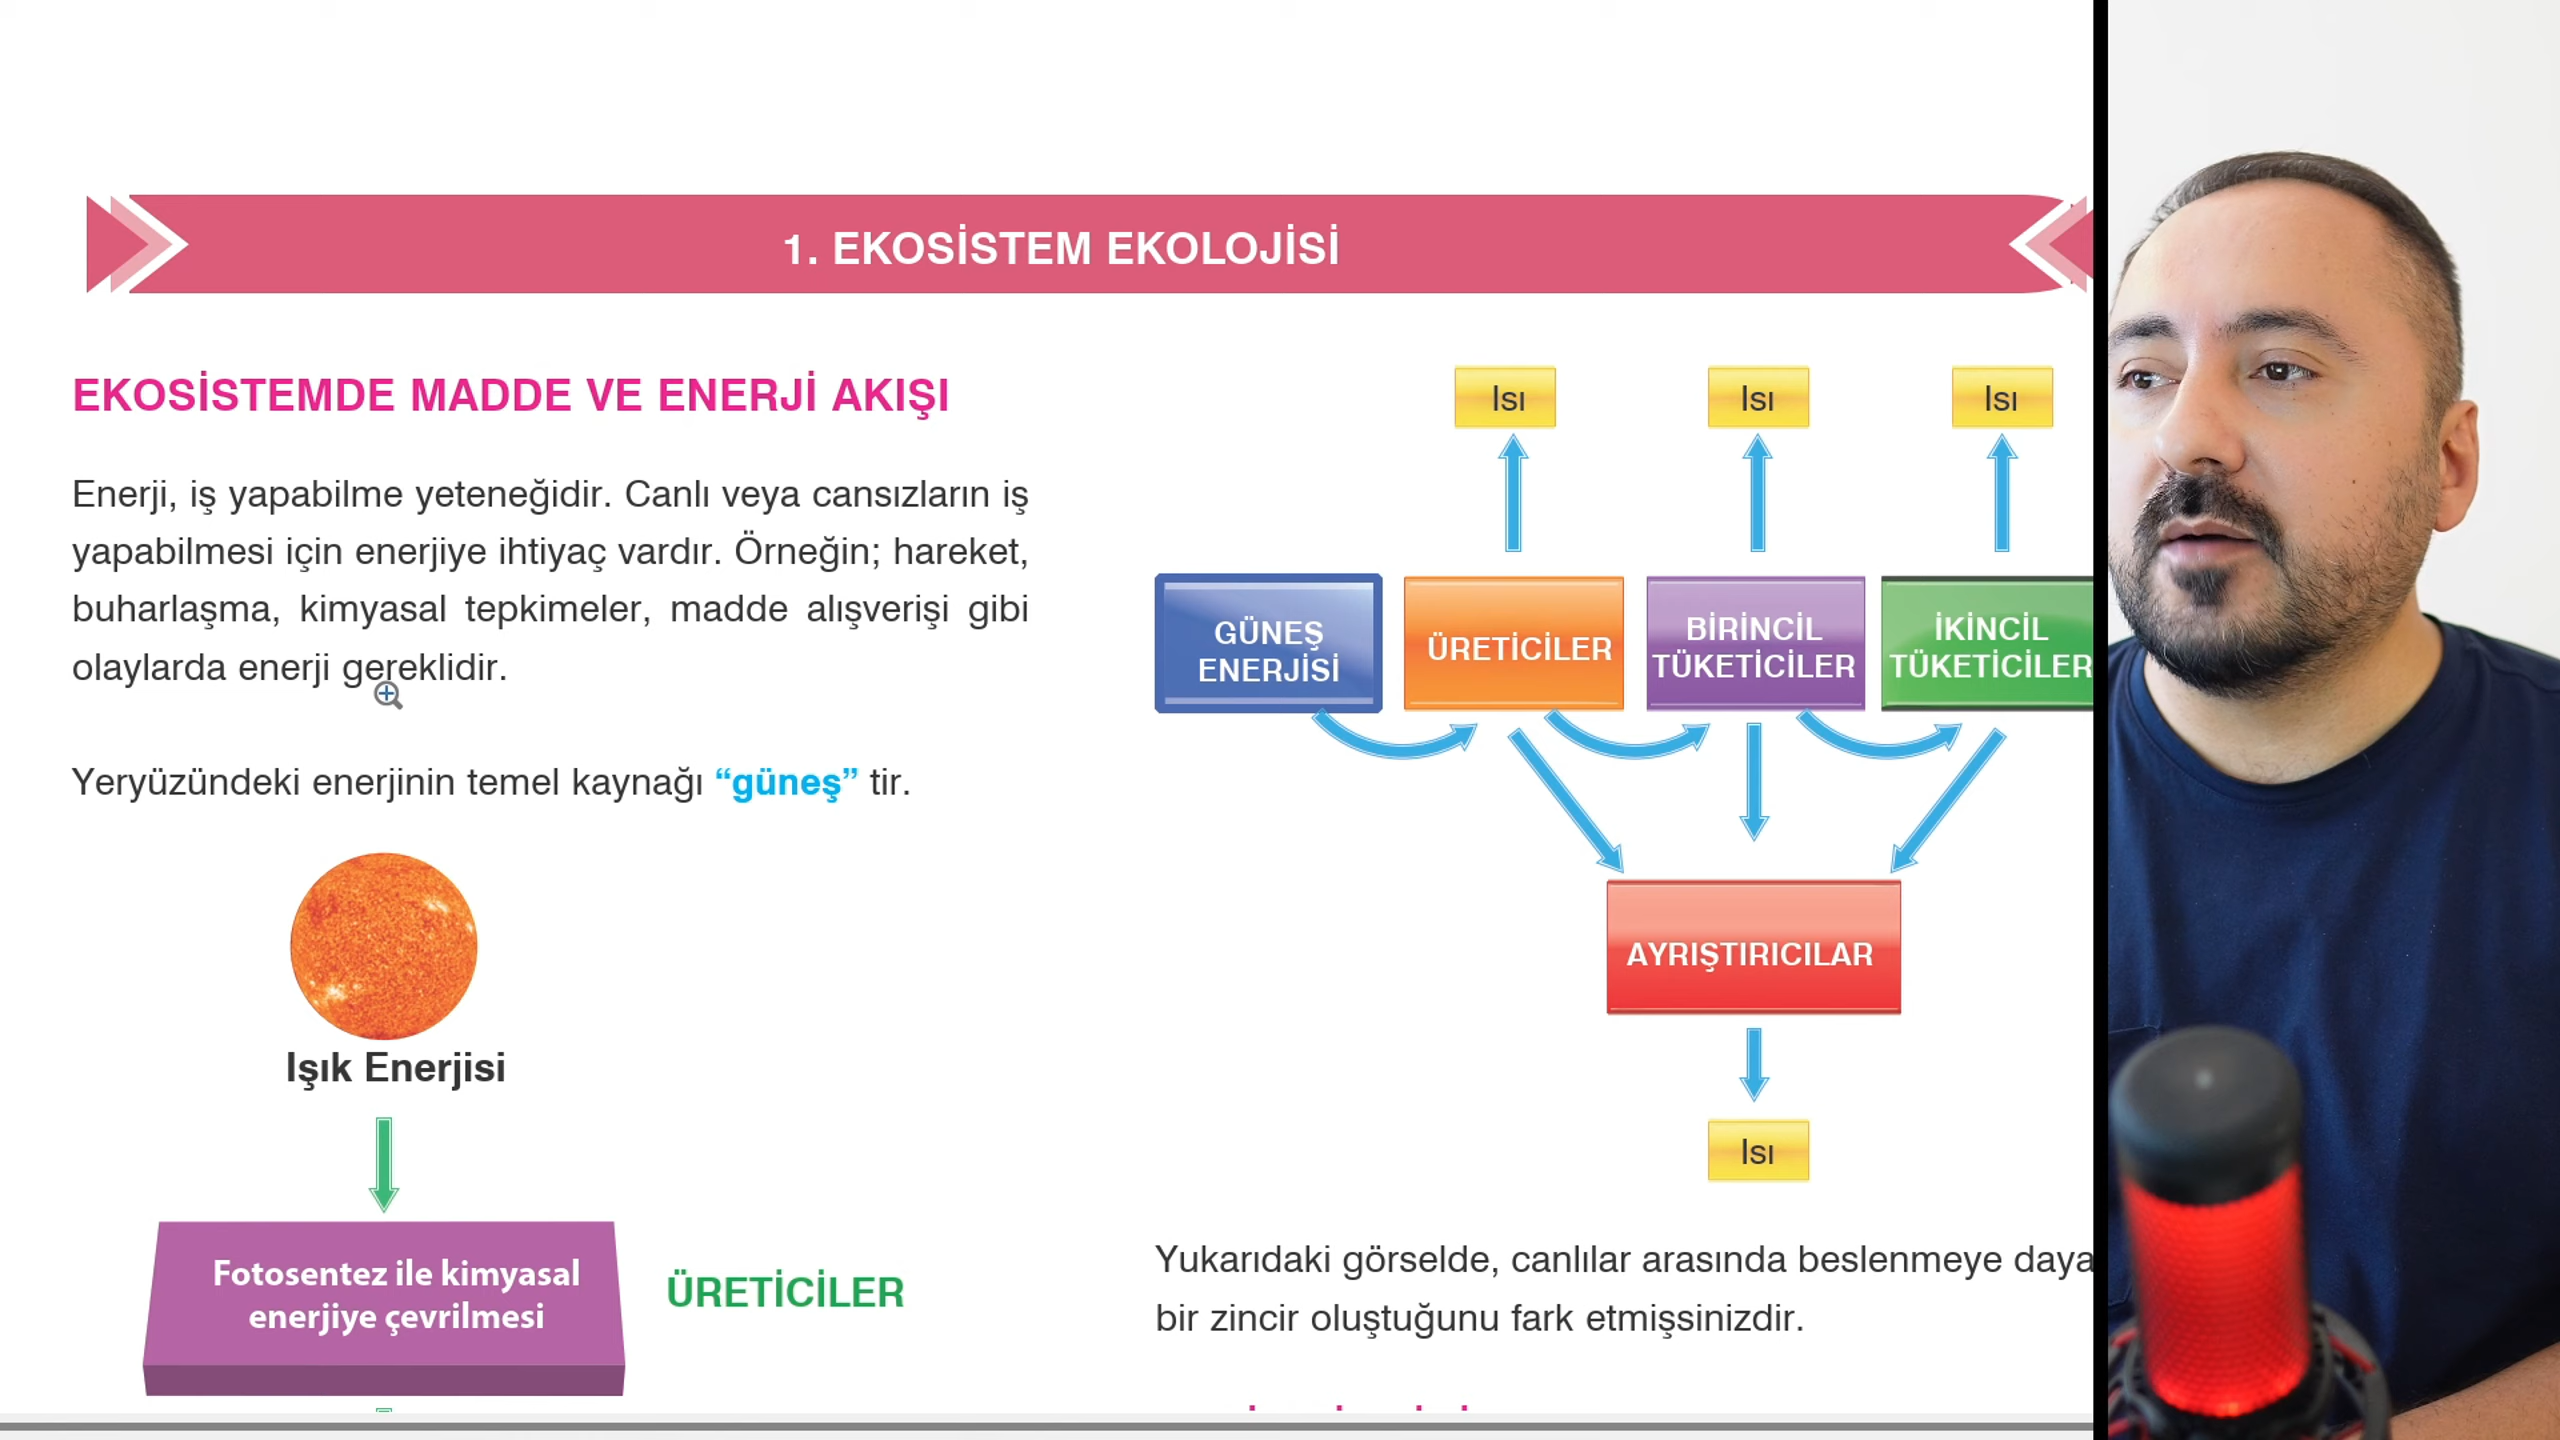 1. EKOSİSTEM EKOLOJİSİ
EKOSİSTEMDE MADDE VE ENERJİ AKIŞI
Enerji, iş yapabilme yeteneğidir. Canlı veya cansızların iş
yapabilmesi için enerjiye ihtiyaç vardır. Örneğin; hareket,
buharlaşma, kimyasal tepkimeler, madde alışverişi gibi
olaylarda enerji gereklidir.
Yeryüzündeki enerjinin temel kaynağı “güneş” tir.
Işık Enerjisi
Fotosentez ile kimyasal
enerjiye çevrilmesi
ÜRETİCİLER
Isı
Isı
Isı
GÜNEŞ
ENERJİSİ
ÜRETİCİLER
BİRİNCİL
TÜKETİCİLER
İKİNCİL
TÜKETİCİLER
AYRIŞTIRICILAR
Isı
Yukarıdaki görselde, canlılar arasında beslenmeye daya
bir zincir oluştuğunu fark etmişsinizdir.